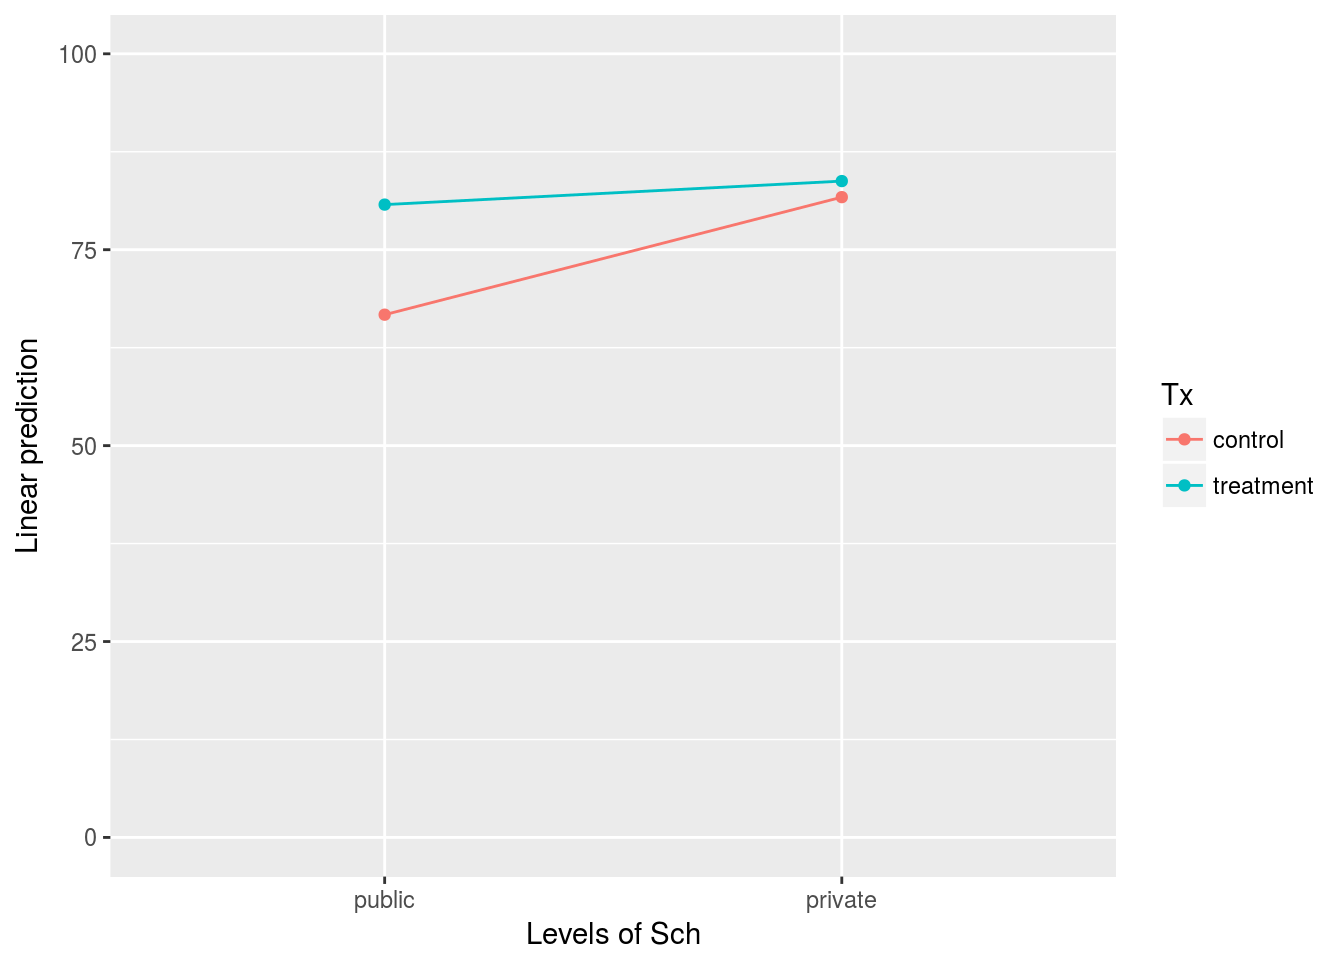 100
75
50
25
0
Linear prediction
public
private
Levels of Sch
Tx
control
treatment